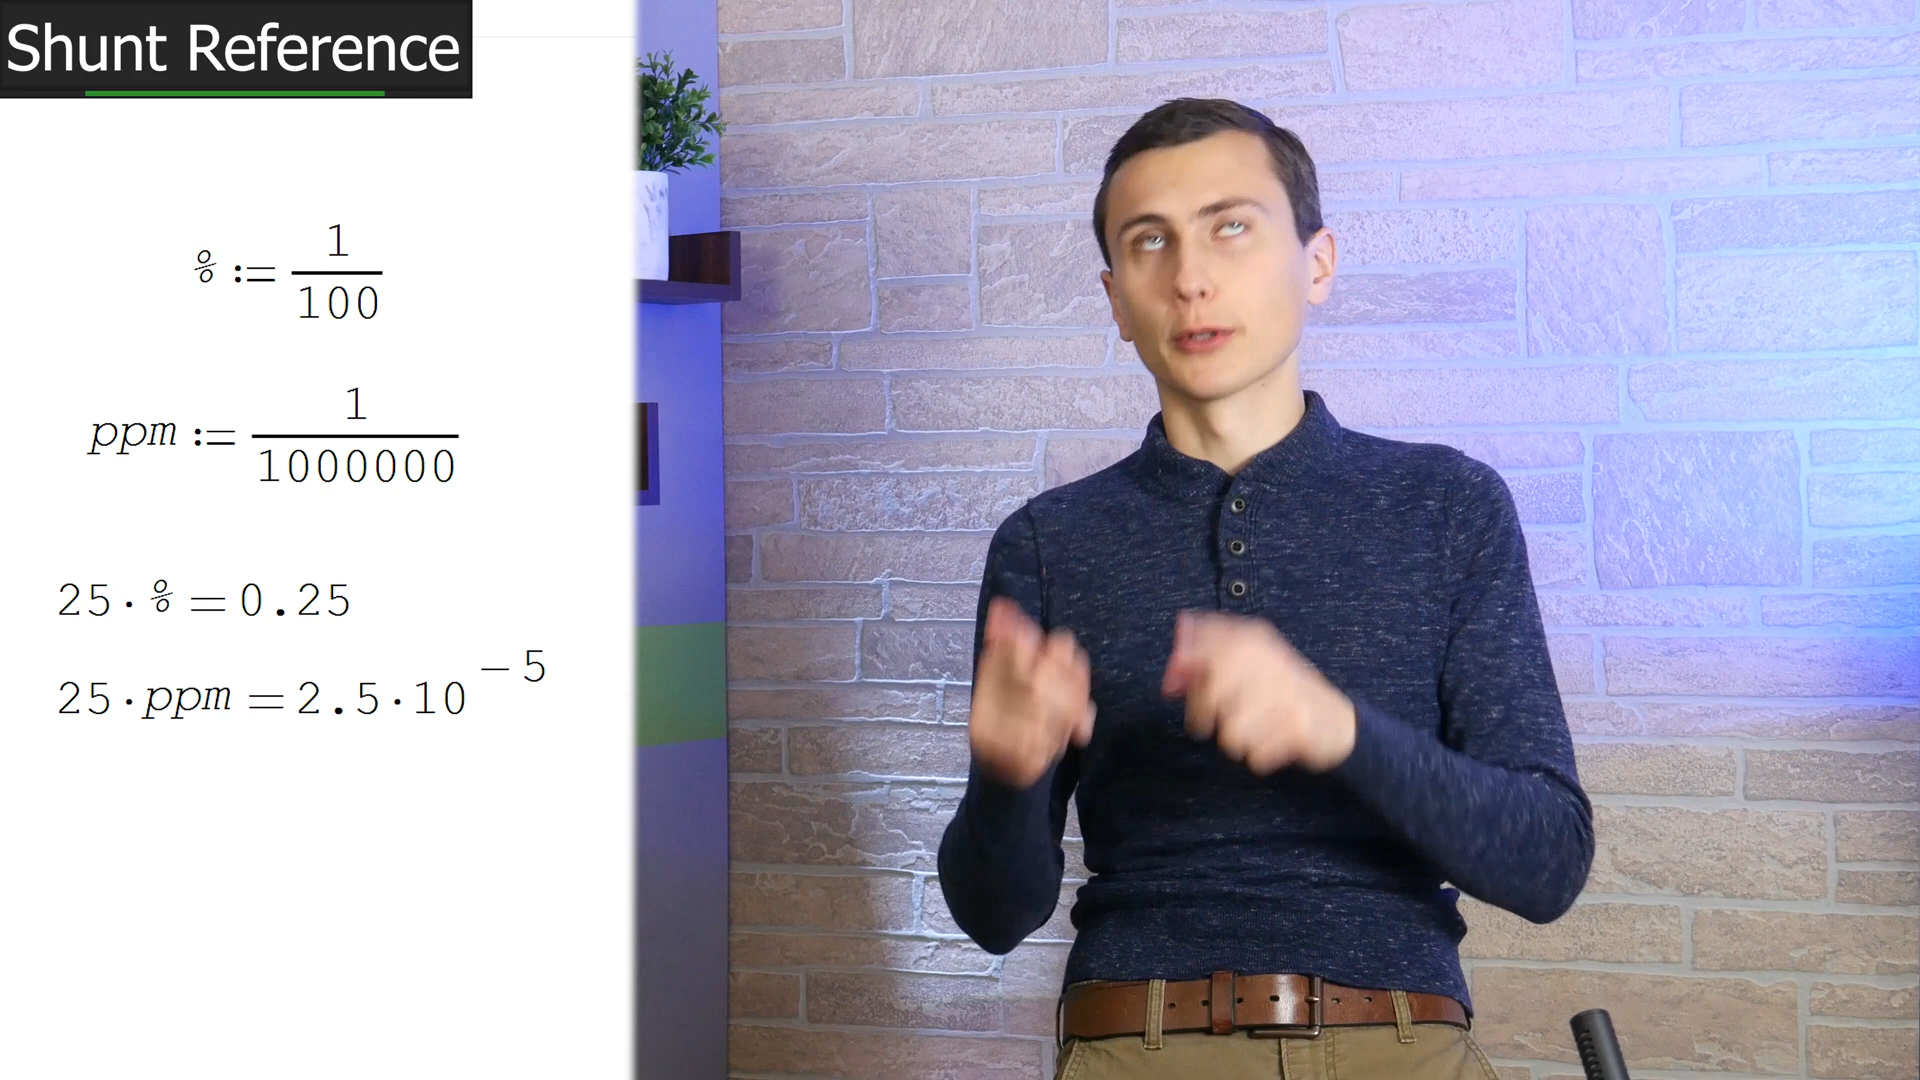 Shunt Reference
% := 1/100
ppm := 1/1000000
25·% = 0.25
25·ppm = 2.5·10^-5